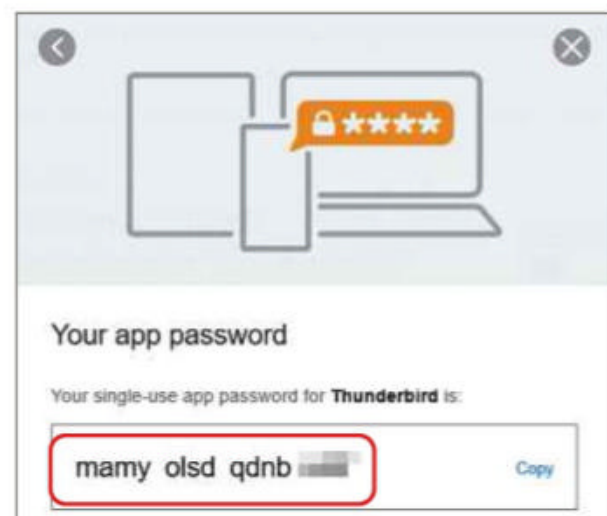 ****
Your app password
Your single-use app password for Thunderbird is:
mamy olsd qdnb
Copy